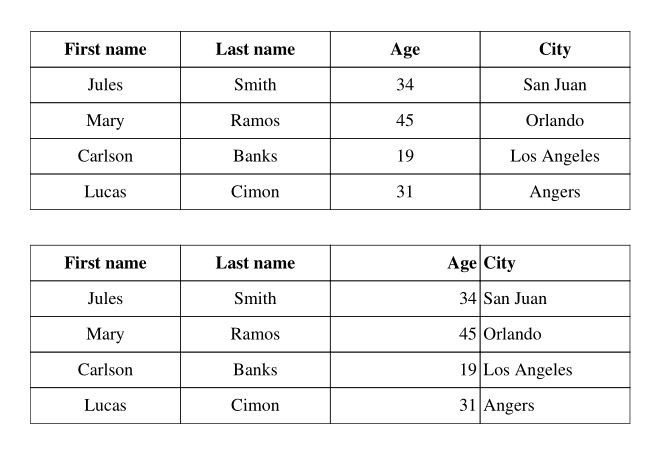 First name Last name Age City
Jules Smith 34 San Juan
Mary Ramos 45 Orlando
Carlson Banks 19 Los Angeles
Lucas Cimon 31 Angers
First name Last name Age City
Jules Smith 34 San Juan
Mary Ramos 45 Orlando
Carlson Banks 19 Los Angeles
Lucas Cimon 31 Angers